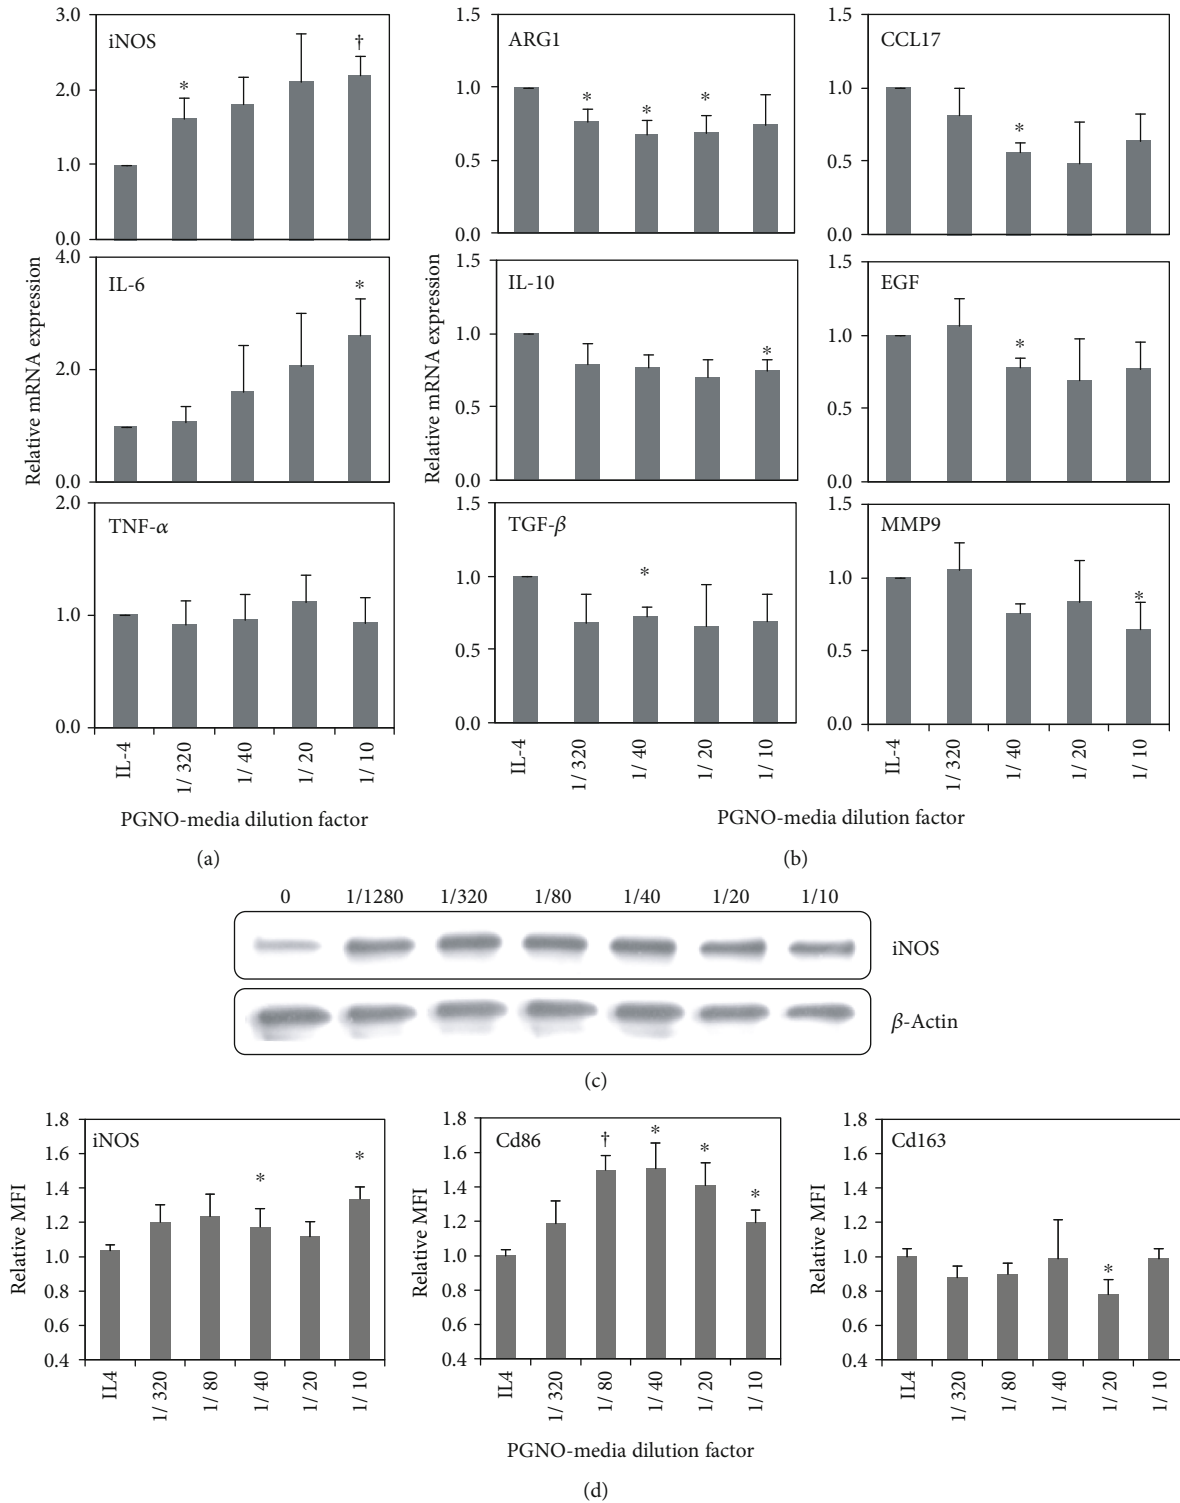 iNOS
3.0
2.0
1.0
0.0
*
†
IL-6
4.0
2.0
0.0
*
Relative mRNA expression
TNF-α
2.0
1.0
0.0
IL-4
1/ 320
1/ 40
1/ 20
1/ 10
PGNO-media dilution factor
(a)
ARG1
1.5
1.0
0.5
0.0
* * *
CCL17
1.5
1.0
0.5
0.0
*
IL-10
1.5
1.0
0.5
0.0
*
Relative mRNA expression
EGF
1.5
1.0
0.5
0.0
*
TGF-β
1.5
1.0
0.5
0.0
*
IL-4
1/ 320
1/ 40
1/ 20
1/ 10
MMP9
1.5
1.0
0.5
0.0
*
IL-4
1/ 320
1/ 40
1/ 20
1/ 10
PGNO-media dilution factor
(b)
0 1/1280 1/320 1/80 1/40 1/20 1/10
iNOS
β-Actin
(c)
iNOS
1.8
1.6
1.4
1.2
1.0
0.8
0.6
0.4
* *
Relative MFI
IL4
1/ 320
1/ 80
1/ 40
1/ 20
1/ 10
Cd86
1.8
1.6
1.4
1.2
1.0
0.8
0.6
0.4
† * * *
Relative MFI
IL4
1/ 320
1/ 80
1/ 40
1/ 20
1/ 10
Cd163
1.8
1.6
1.4
1.2
1.0
0.8
0.6
0.4
*
Relative MFI
IL4
1/ 320
1/ 80
1/ 40
1/ 20
1/ 10
PGNO-media dilution factor
(d)